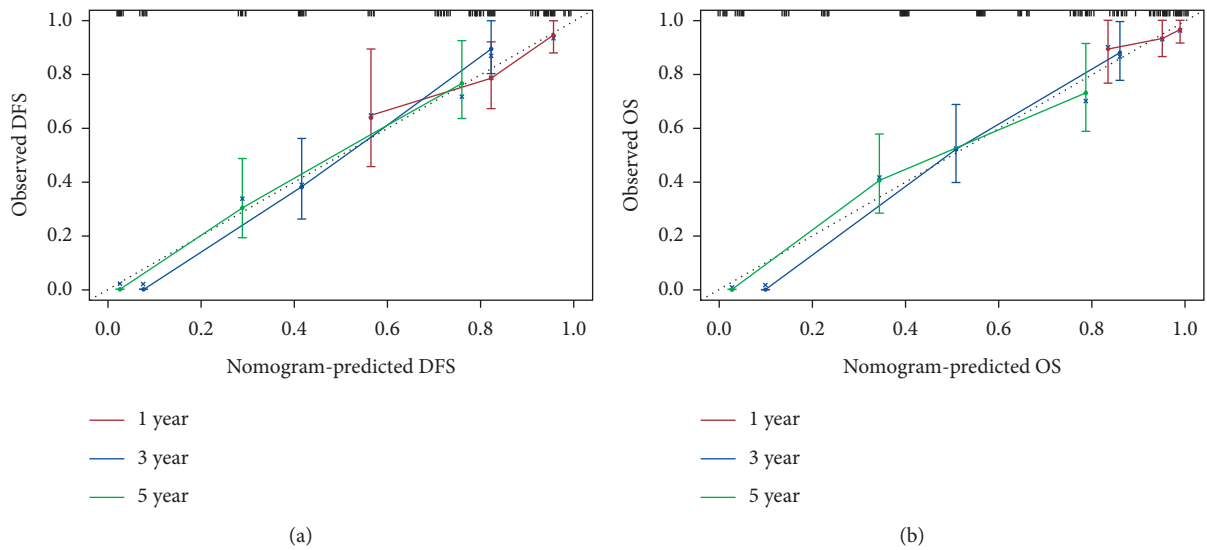 Observed DFS
1.0
0.8
0.6
0.4
0.2
0.0
0.0 0.2 0.4 0.6 0.8 1.0
Nomogram-predicted DFS
1 year
3 year
5 year
(a)
Observed OS
1.0
0.8
0.6
0.4
0.2
0.0
0.0 0.2 0.4 0.6 0.8 1.0
Nomogram-predicted OS
1 year
3 year
5 year
(b)